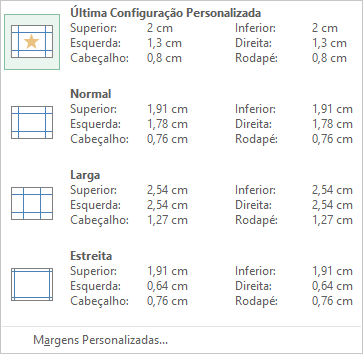 Última Configuração Personalizada
Superior: 2 cm Inferior: 2 cm
Esquerda: 1,3 cm Direita: 1,3 cm
Cabeçalho: 0,8 cm Rodapé: 0,8 cm
Normal
Superior: 1,91 cm Inferior: 1,91 cm
Esquerda: 1,78 cm Direita: 1,78 cm
Cabeçalho: 0,76 cm Rodapé: 0,76 cm
Larga
Superior: 2,54 cm Inferior: 2,54 cm
Esquerda: 2,54 cm Direita: 2,54 cm
Cabeçalho: 1,27 cm Rodapé: 1,27 cm
Estreita
Superior: 1,91 cm Inferior: 1,91 cm
Esquerda: 0,64 cm Direita: 0,64 cm
Cabeçalho: 0,76 cm Rodapé: 0,76 cm
Margens Personalizadas...